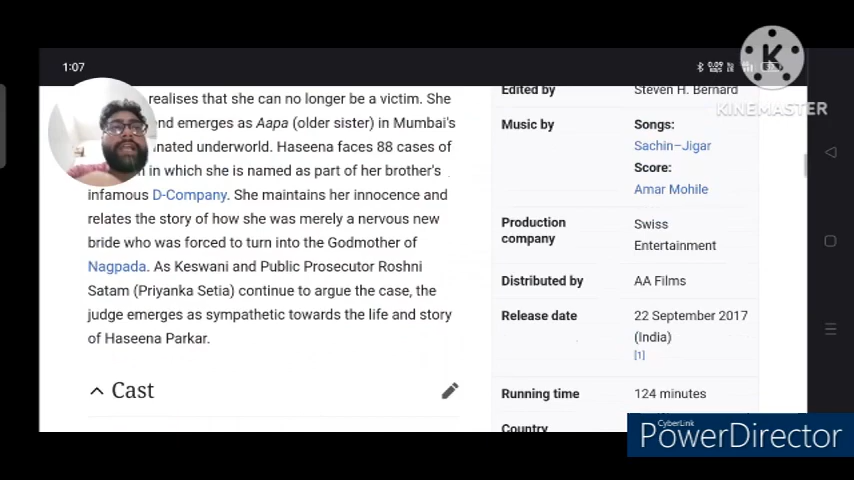 1:07
realises that she can no longer be a victim. She
nd emerges as Aapa (older sister) in Mumbai's
nated underworld. Haseena faces 88 cases of
in which she is named as part of her brother's
infamous D-Company. She maintains her innocence and
relates the story of how she was merely a nervous new
bride who was forced to turn into the Godmother of
Nagpada. As Keswani and Public Prosecutor Roshni
Satam (Priyanka Setia) continue to argue the case, the
judge emerges as sympathetic towards the life and story
of Haseena Parkar.
Cast
Edited by
Steven H. Bernard
Music by
Songs:
Sachin–Jigar
Score:
Amar Mohile
Production
company
Swiss
Entertainment
Distributed by
AA Films
Release date
22 September 2017
(India)
[1]
Running time
124 minutes
Country
K
KINEMASTER
CyberLink
PowerDirector